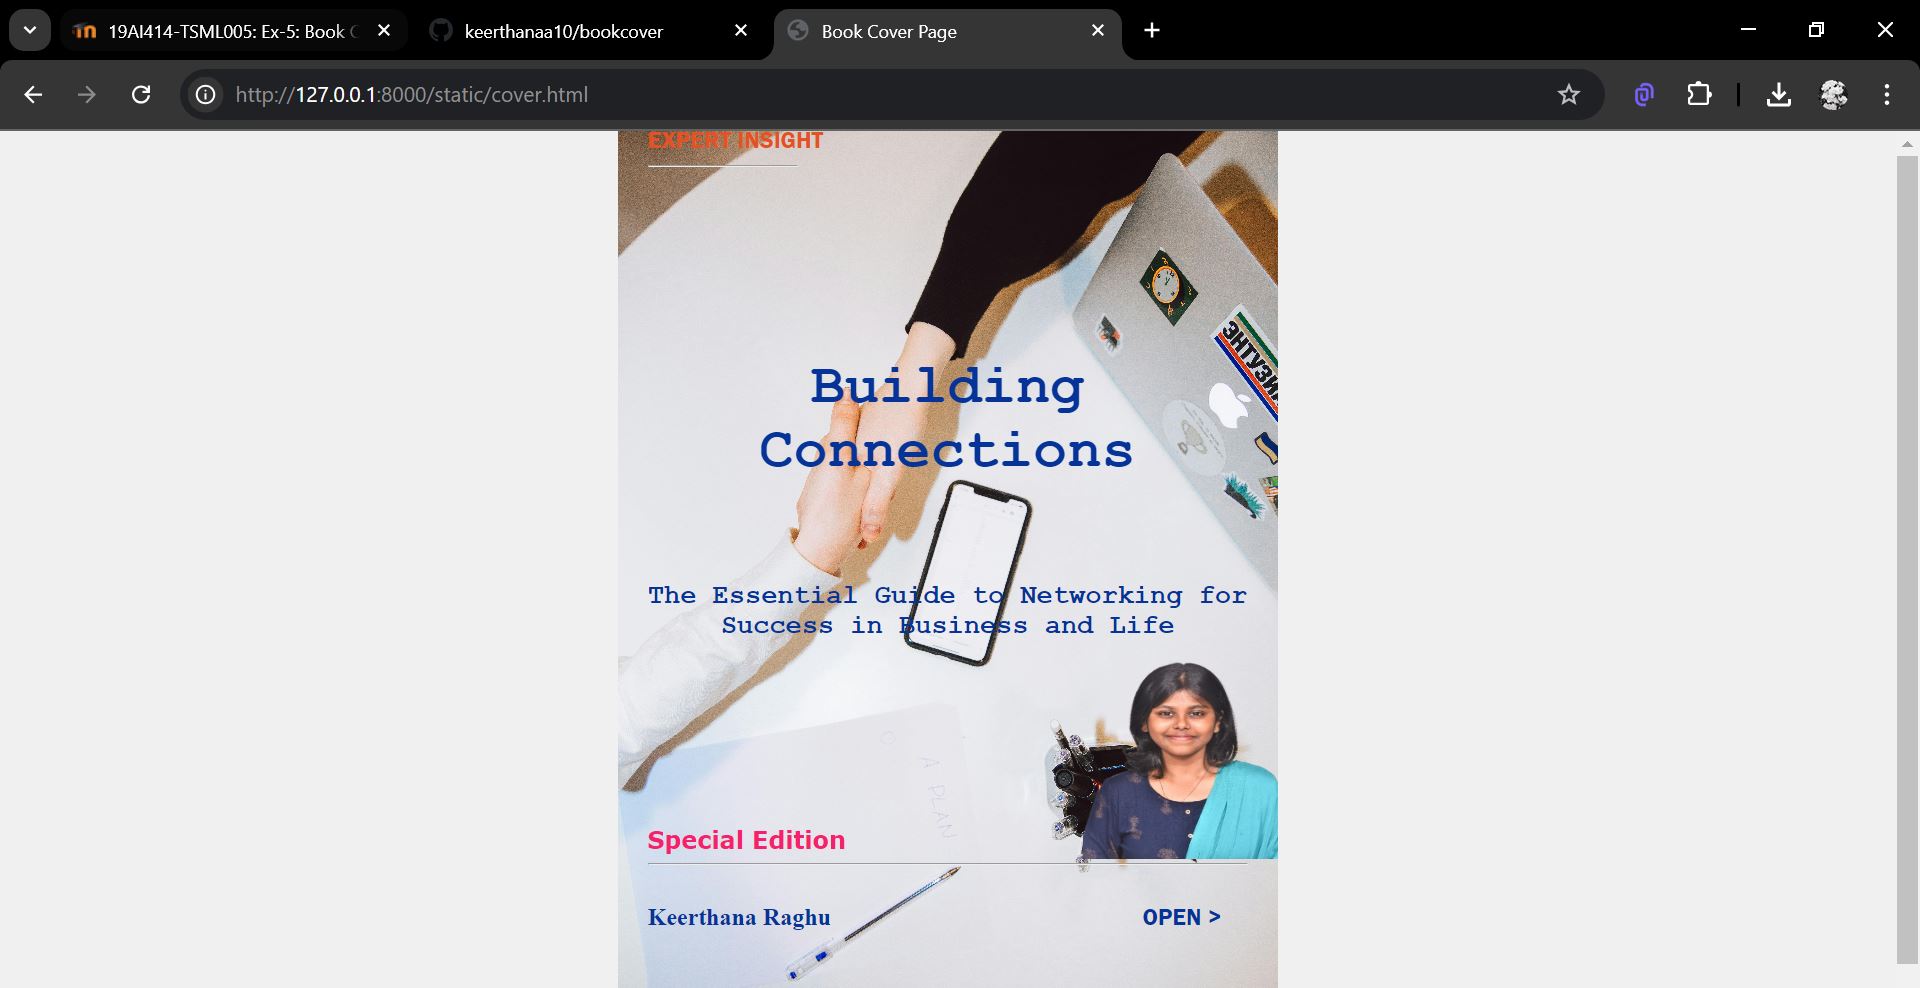 19AI414-TSML005: Ex-5: Book
keerthanaa10/bookcover
Book Cover Page
http://127.0.0.1:8000/static/cover.html
EXPERT INSIGHT
ЭНТУЗИ
Building
Connections
The Essential Guide to Networking for
Success in Business and Life
A PLAN
Special Edition
Keerthana Raghu
OPEN >